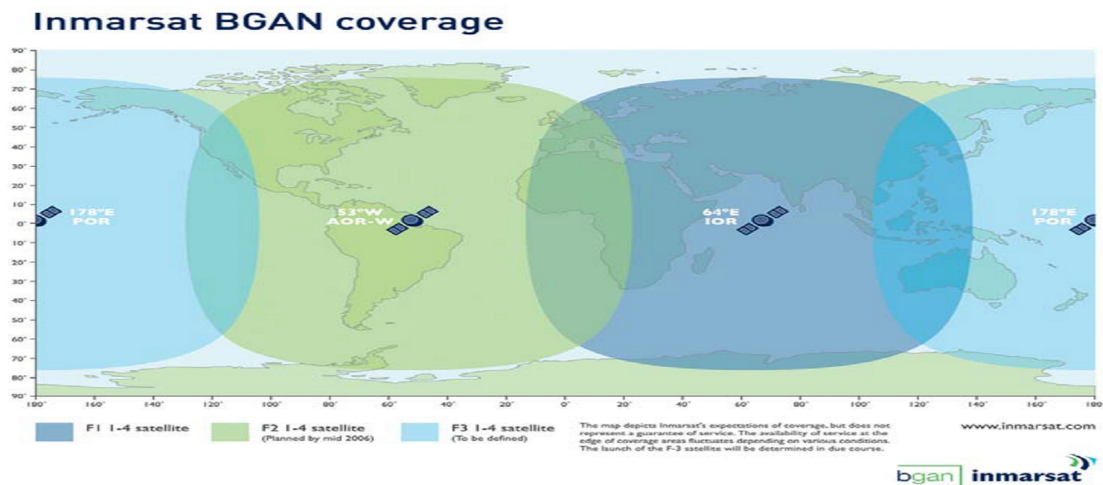 Inmarsat BGAN coverage
90°
80°
70°
60°
50°
40°
30°
20°
10°
0°
10°
20°
30°
40°
50°
60°
70°
80°
90°
178°E
POR
53°W
AOR-W
64°E
IOR
178°E
POR
180° 160° 140° 120° 100° 80° 60° 40° 20° 0° 20° 40° 60° 80° 100° 120° 140° 160° 180°
F1 I-4 satellite
F2 I-4 satellite
(Planned by mid 2006)
F3 I-4 satellite
(To be defined)
The map depicts Inmarsat's expectations of coverage, but does not
represent a guarantee of service. The availability of service at the
edge of coverage areas fluctuates depending on various conditions.
The launch of the F-3 satellite will be determined in due course.
www.inmarsat.com
bgan inmarsat